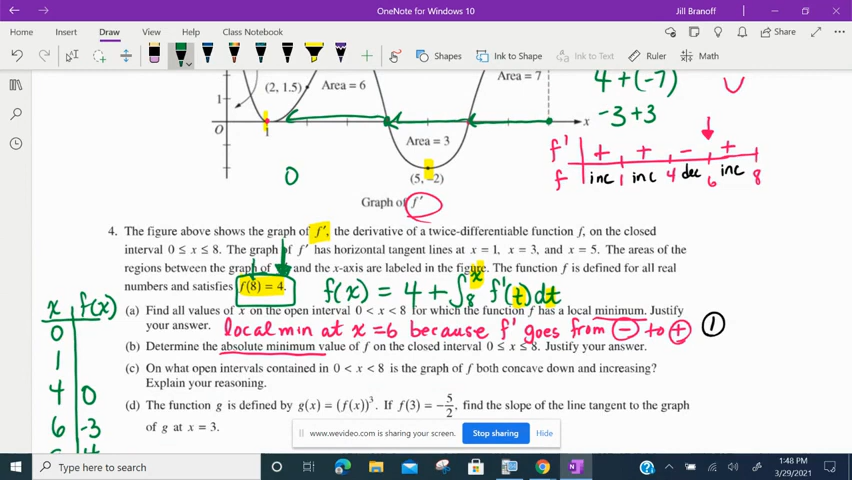 OneNote for Windows 10
Jill Branoff
Home Insert Draw View Help Class Notebook
Share
Shapes Ink to Shape Ink to Text Ruler Math
(2, 1.5)
Area = 6
Area = 7
4 + (-7)
1
-3 + 3
O
1
x
Area = 3
(5, -2)
0
f' + + - +
f inc 1 inc 4 dec 6 inc 8
Graph of f'
4. The figure above shows the graph of f', the derivative of a twice-differentiable function f, on the closed
interval 0 ≤ x ≤ 8. The graph of f' has horizontal tangent lines at x = 1, x = 3, and x = 5. The areas of the
regions between the graph of and the x-axis are labeled in the figure. The function f is defined for all real
numbers and satisfies f(8) = 4.
f(x) = 4 + ∫₈ˣ f'(t)dt
(a) Find all values of x on the open interval 0 < x < 8 for which the function f has a local minimum. Justify
your answer. local min at x = 6 because f' goes from - to + 1
(b) Determine the absolute minimum value of f on the closed interval 0 ≤ x ≤ 8. Justify your answer.
(c) On what open intervals contained in 0 < x < 8 is the graph of f both concave down and increasing?
Explain your reasoning.
(d) The function g is defined by g(x) = (f(x))³. If f(3) = -5/2, find the slope of the line tangent to the graph
of g at x = 3.
x f(x)
0
1
4 0
6 -3
www.wevideo.com is sharing your screen. Stop sharing Hide
Type here to search
1:48 PM
3/29/2021